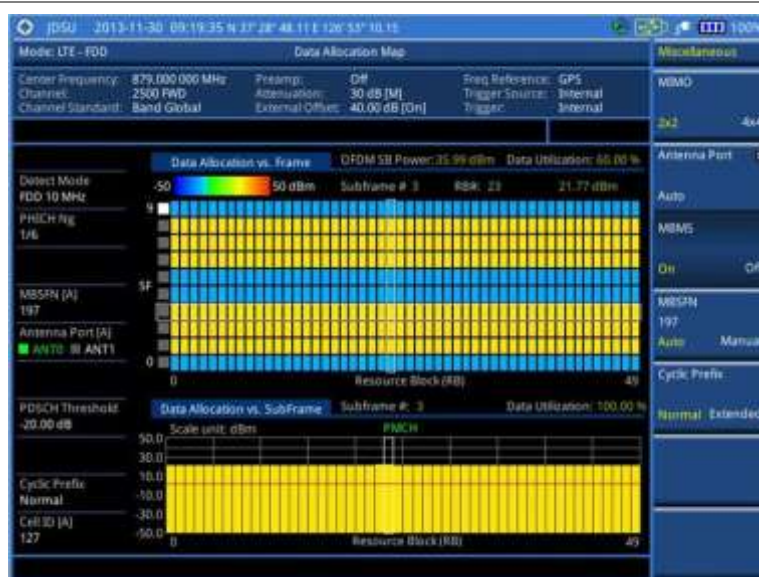 JDSU 2013-11-30 09:19:35 N 37° 28' 48.11 E 126° 53' 10.15 100%
Mode: LTE - FDD Data Allocation Map Miscellaneous
Center Frequency: 879.000 000 MHz Preamp: Off Freq Reference: GPS
Channel: 2500 FWD Attenuation: 30 dB [M] Trigger Source: Internal
Channel Standard: Band Global External Offset: 40.00 dB [On] Trigger: Internal
MIMO
2x2 4x4
Data Allocation vs. Frame OFDM SB Power: 35.99 dBm Data Utilization: 60.00 %
Antenna Port
Auto
Detect Mode
FDD 10 MHz
-50 50 dBm Subframe # 3 RB#: 23 21.77 dBm
PHICH Ng
1/6
9
MBMS
On Of
MBSFN [A]
197
SF
MBSFN
197
Auto Manua
Antenna Port [A]
ANT0 ANT1
0
0 Resource Block (RB) 49
Cyclic Prefix
Normal Extended
PDSCH Threshold
-20.00 dB
Data Allocation vs. SubFrame Subframe #: 3 Data Utilization: 100.00 %
Scale unit: dBm PMCH
50.0
30.0
10.0
-10.0
-30.0
-50.0
Cyclic Prefix
Normal
Cell ID [A]
127
0 Resource Block (RB) 49